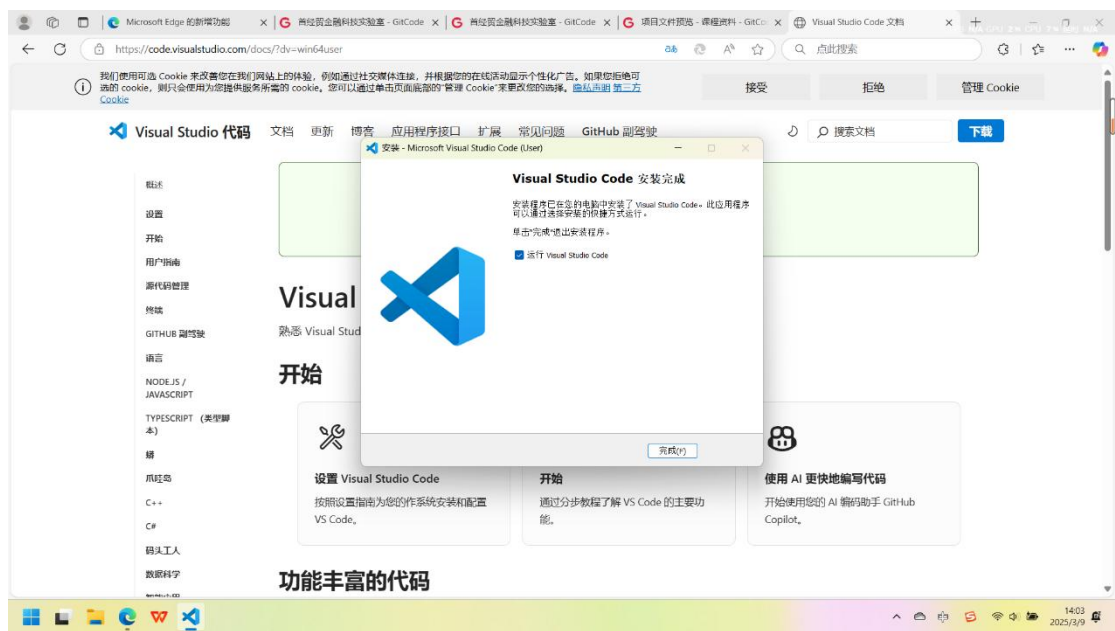 Microsoft Edge 的新增功能
首经贸金融科技实验室 - GitCode
首经贸金融科技实验室 - GitCode
项目文件预览 - 课程资料 - GitCo
Visual Studio Code 文档
https://code.visualstudio.com/docs/?dv=win64user
点此搜索
我们使用可选 Cookie 来改善您在我们网站上的体验，例如通过社交媒体连接，并根据您的在线活动显示个性化广告。如果您拒绝可
选的 cookie，则只会使用为您提供服务所需的 cookie。您可以通过单击页面底部的“管理 Cookie”来更改您的选择。隐私声明 第三方
Cookie
接受
拒绝
管理 Cookie
Visual Studio 代码
文档 更新 博客 应用程序接口 扩展 常见问题 GitHub 副驾驶
搜索文档
下载
安装 - Microsoft Visual Studio Code (User)
Visual Studio Code 安装完成
安装程序已在您的电脑中安装了 Visual Studio Code。此应用程序
可以通过选择安装的快捷方式运行。
单击“完成”退出安装程序。
运行 Visual Studio Code
完成(F)
概述
设置
开始
用户指南
源代码管理
终端
GITHUB 副驾驶
语言
NODE.JS /
JAVASCRIPT
TYPESCRIPT （类型脚
本）
蟒
爪哇岛
C++
C#
码头工人
数据科学
Visual
熟悉 Visual Stud
开始
设置 Visual Studio Code
按照设置指南为您的作系统安装和配置
VS Code。
开始
通过分步教程了解 VS Code 的主要功
能。
使用 AI 更快地编写代码
开始使用您的 AI 编码助手 GitHub
Copilot。
功能丰富的代码
14:03
2025/3/9